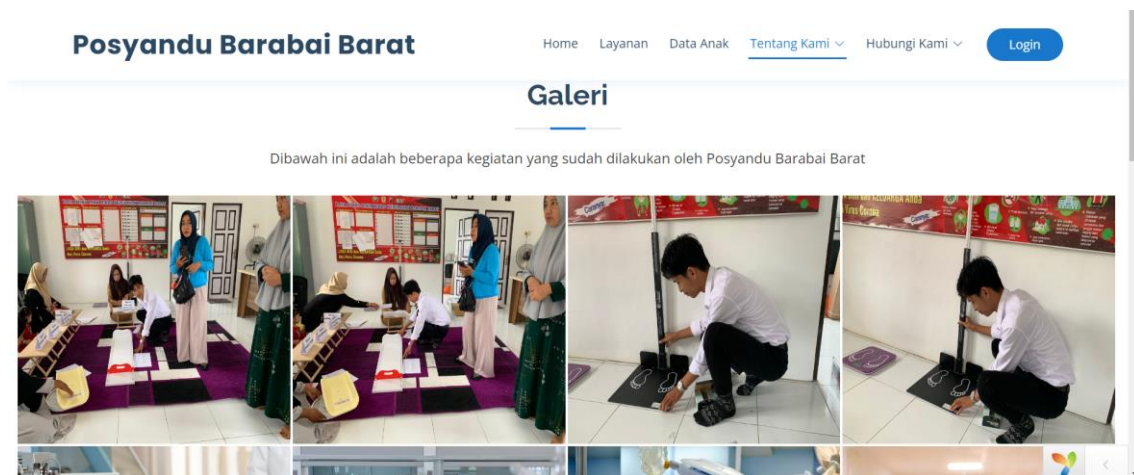 Posyandu Barabai Barat
Home Layanan Data Anak Tentang Kami Hubungi Kami Login
Galeri
Dibawah ini adalah beberapa kegiatan yang sudah dilakukan oleh Posyandu Barabai Barat